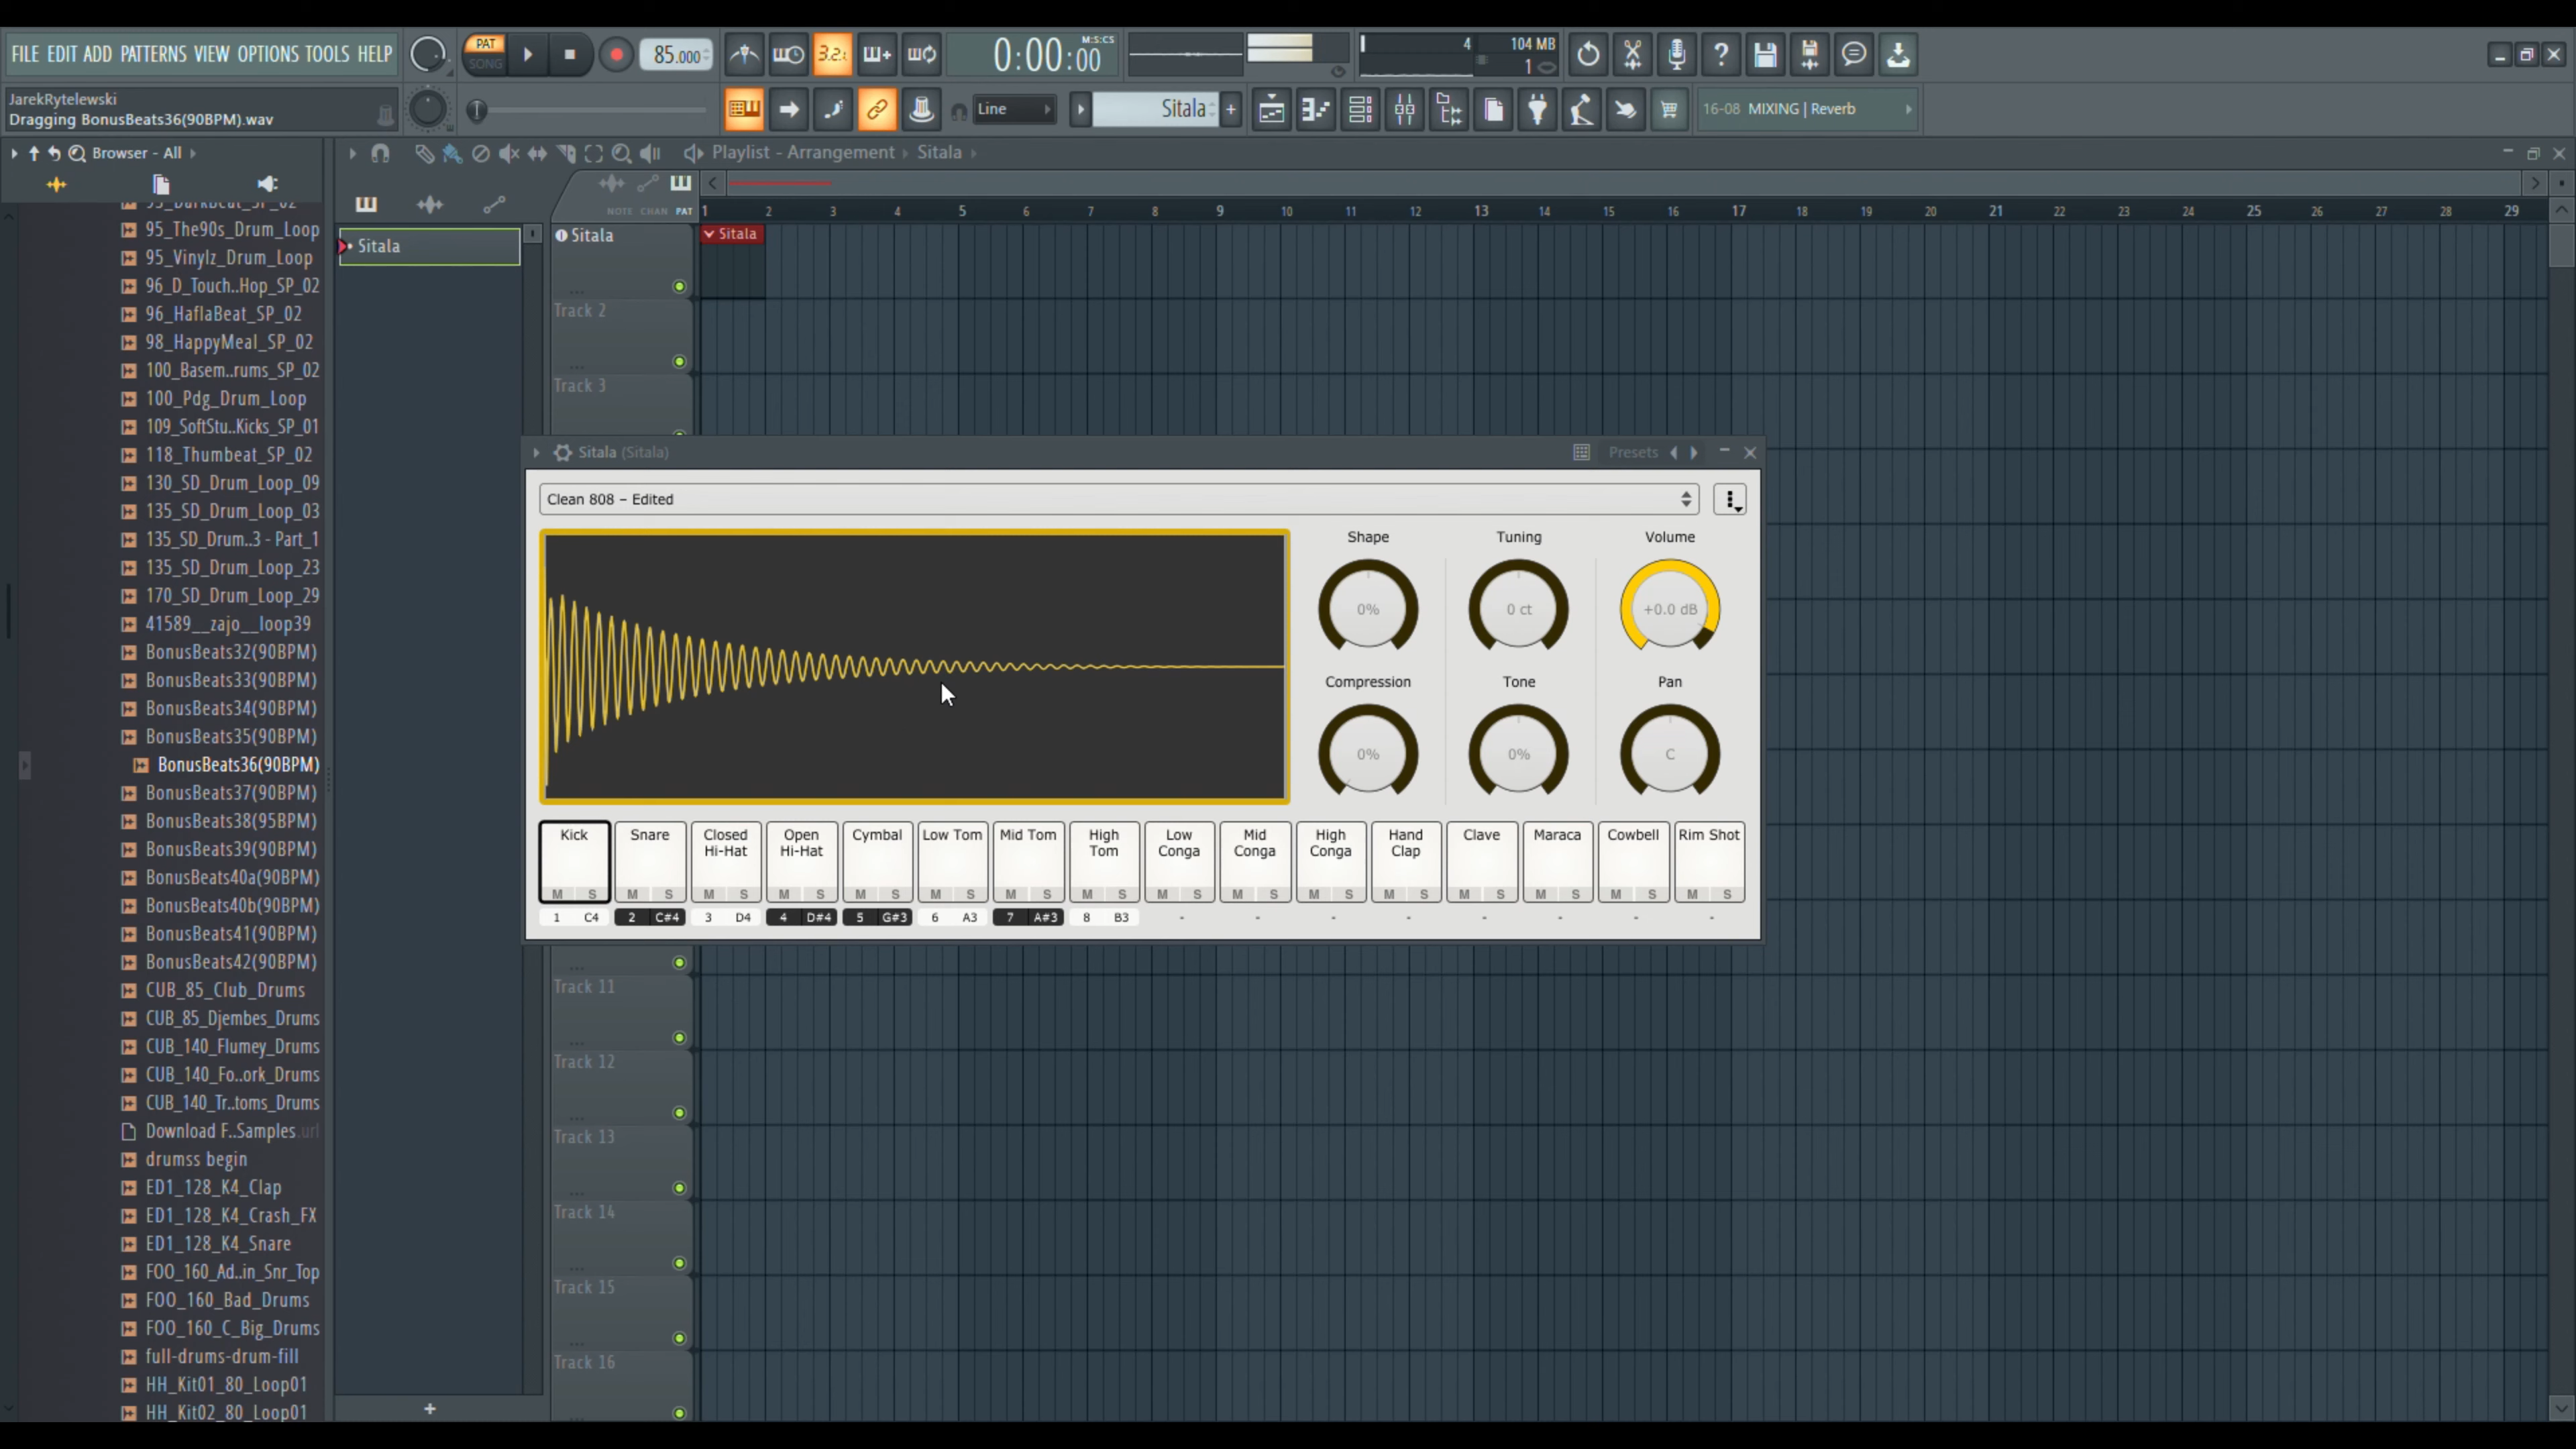 FILE EDIT ADD PATTERNS VIEW OPTIONS TOOLS HELP
PAT
SONG
85.000
3.2.
0:00:00
M:S:CS
4
104 MB
1
JarekRytelewski
Dragging BonusBeats36(90BPM).wav
Line
Sitala
+
16-08 MIXING | Reverb
Browser - All
Playlist - Arrangement
Sitala
NOTE CHAN PAT
1 2 3 4 5 6 7 8 9 10 11 12 13 14 15 16 17 18 19 20 21 22 23 24 25 26 27 28 29
95_The90s_Drum_Loop
95_Vinylz_Drum_Loop
96_D_Touch..Hop_SP_02
96_HaflaBeat_SP_02
98_HappyMeal_SP_02
100_Basem..rums_SP_02
100_Pdg_Drum_Loop
109_SoftStu..Kicks_SP_01
118_Thumbeat_SP_02
130_SD_Drum_Loop_09
135_SD_Drum_Loop_03
135_SD_Drum..3 - Part_1
135_SD_Drum_Loop_23
170_SD_Drum_Loop_29
41589__zajo__loop39
BonusBeats32(90BPM)
BonusBeats33(90BPM)
BonusBeats34(90BPM)
BonusBeats35(90BPM)
BonusBeats36(90BPM)
BonusBeats37(90BPM)
BonusBeats38(95BPM)
BonusBeats39(90BPM)
BonusBeats40a(90BPM)
BonusBeats40b(90BPM)
BonusBeats41(90BPM)
BonusBeats42(90BPM)
CUB_85_Club_Drums
CUB_85_Djembes_Drums
CUB_140_Flumey_Drums
CUB_140_Fo..ork_Drums
CUB_140_Tr..toms_Drums
Download F..Samples.url
drumss begin
ED1_128_K4_Clap
ED1_128_K4_Crash_FX
ED1_128_K4_Snare
FOO_160_Ad..in_Snr_Top
FOO_160_Bad_Drums
FOO_160_C_Big_Drums
full-drums-drum-fill
HH_Kit01_80_Loop01
HH_Kit02_80_Loop01
Sitala
+
Sitala
Sitala
Track 2
Track 3
Track 11
Track 12
Track 13
Track 14
Track 15
Track 16
Sitala (Sitala)
Presets
Clean 808 – Edited
Shape
Tuning
Volume
0%
0 ct
+0.0 dB
Compression
Tone
Pan
0%
0%
C
Kick
Snare
Closed Hi-Hat
Open Hi-Hat
Cymbal
Low Tom
Mid Tom
High Tom
Low Conga
Mid Conga
High Conga
Hand Clap
Clave
Maraca
Cowbell
Rim Shot
M S M S M S M S M S M S M S M S M S M S M S M S M S M S M S M S
1 C4 2 C#4 3 D4 4 D#4 5 G#3 6 A3 7 A#3 8 B3 - - - - - - - -